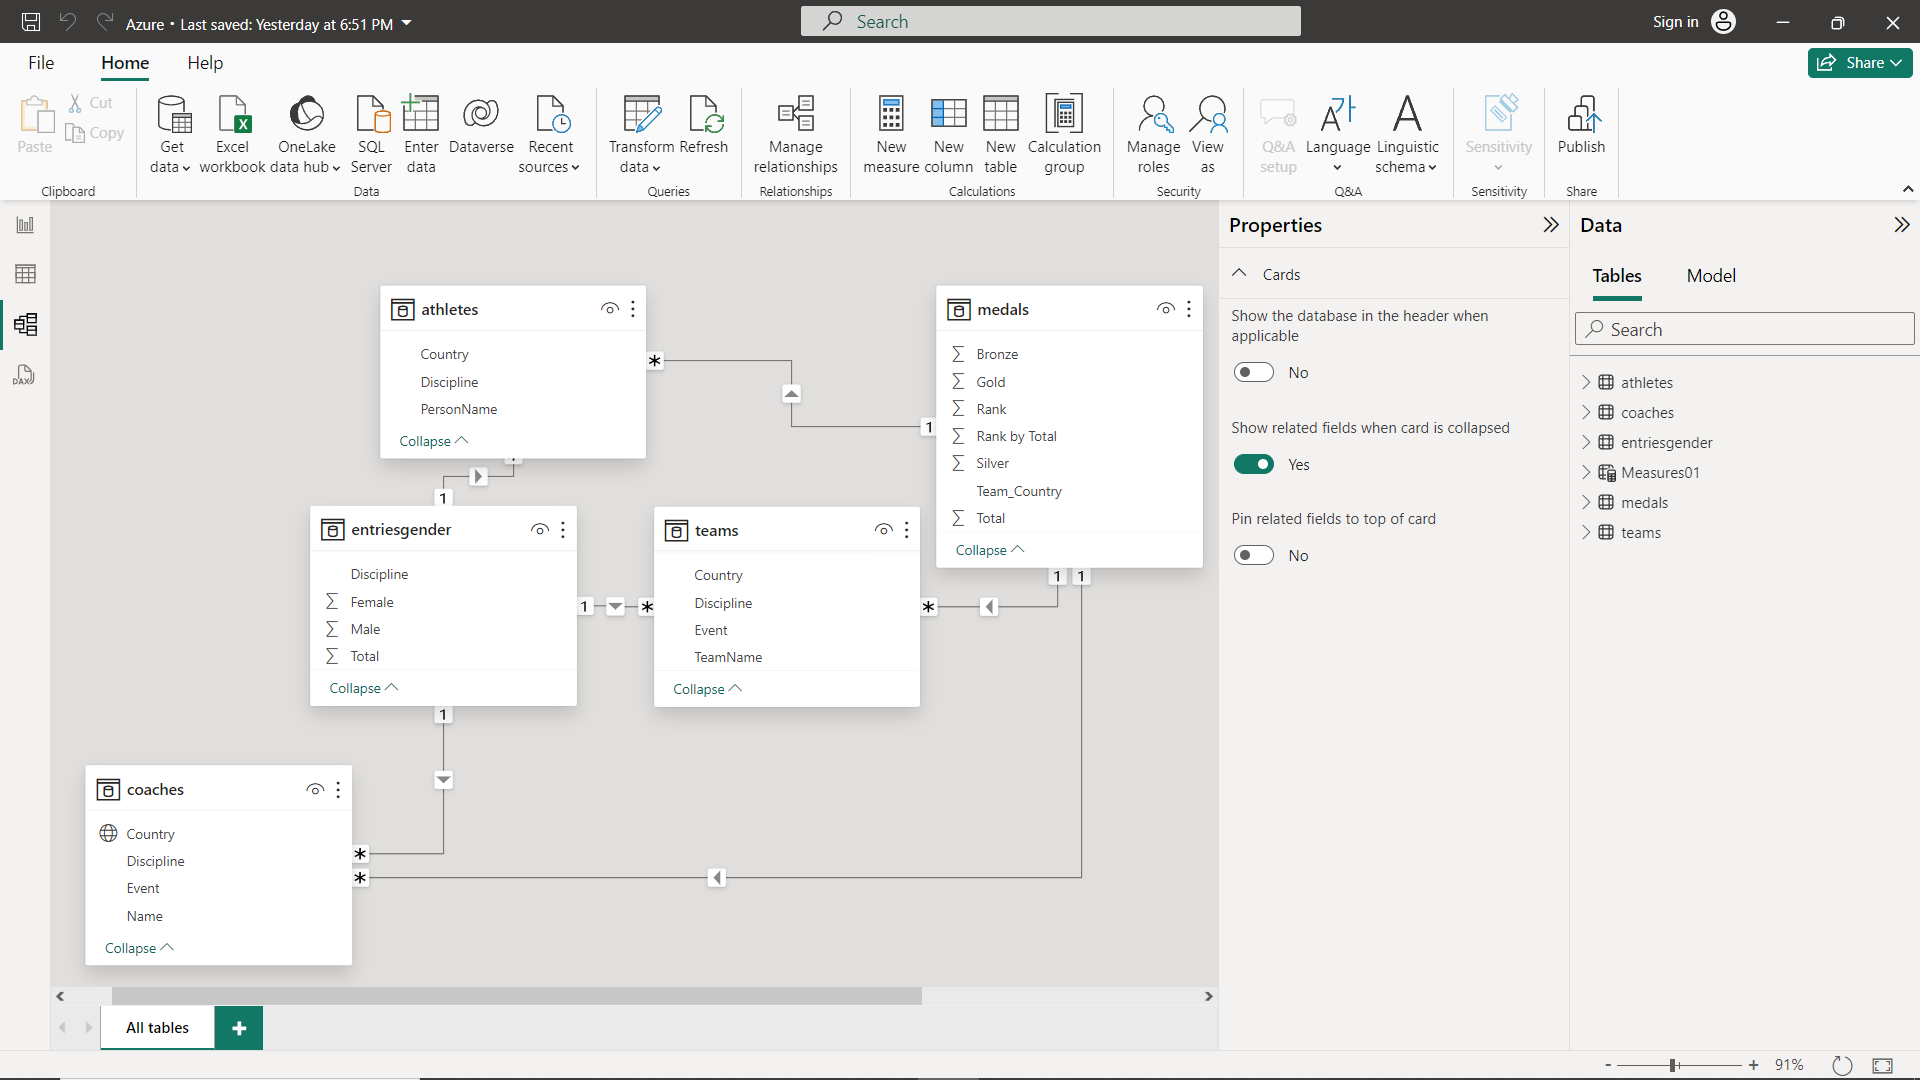 Azure • Last saved: Yesterday at 6:51 PM
Search
Sign in
File
Home
Help
Share
Paste
Cut
Copy
Clipboard
Get data
Excel workbook
OneLake data hub
SQL Server
Enter data
Dataverse
Recent sources
Data
Transform data
Refresh
Queries
Manage relationships
Relationships
New measure
New column
New table
Calculation group
Calculations
Manage roles
View as
Security
Q&A setup
Language
Linguistic schema
Q&A
Sensitivity
Sensitivity
Publish
Share
DAX
athletes
Country
Discipline
PersonName
Collapse
*
1
medals
Bronze
Gold
Rank
Rank by Total
Silver
Team_Country
Total
Collapse
1
1
1
entriesgender
Discipline
Female
Male
Total
Collapse
1
*
teams
Country
Discipline
Event
TeamName
Collapse
*
1
coaches
Country
Discipline
Event
Name
Collapse
*
*
All tables
Properties
Cards
Show the database in the header when
applicable
No
Show related fields when card is collapsed
Yes
Pin related fields to top of card
No
Data
Tables
Model
Search
athletes
coaches
entriesgender
Measures01
medals
teams
- + 91%